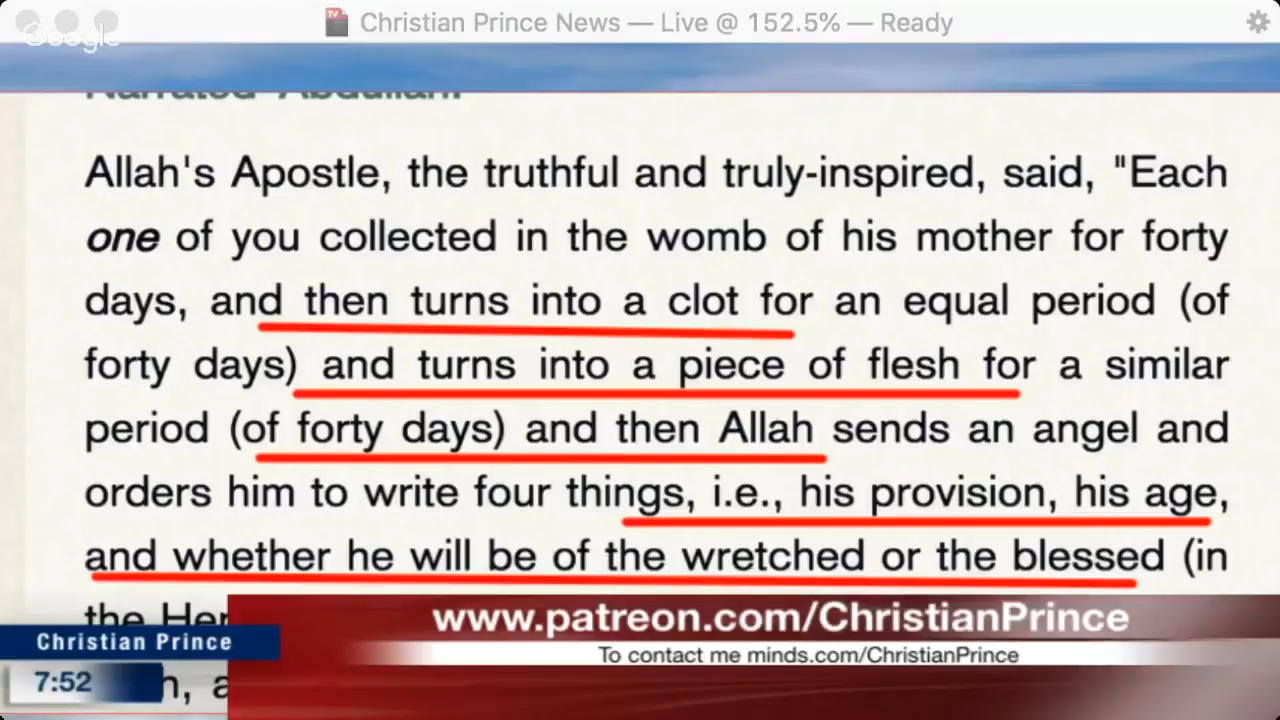 Christian Prince News — Live @ 152.5% — Ready
Google
Narrated Abdullah:
Allah's Apostle, the truthful and truly-inspired, said, "Each
one of you collected in the womb of his mother for forty
days, and then turns into a clot for an equal period (of
forty days) and turns into a piece of flesh for a similar
period (of forty days) and then Allah sends an angel and
orders him to write four things, i.e., his provision, his age,
and whether he will be of the wretched or the blessed (in
the
www.patreon.com/ChristianPrince
Christian Prince
To contact me minds.com/ChristianPrince
7:52